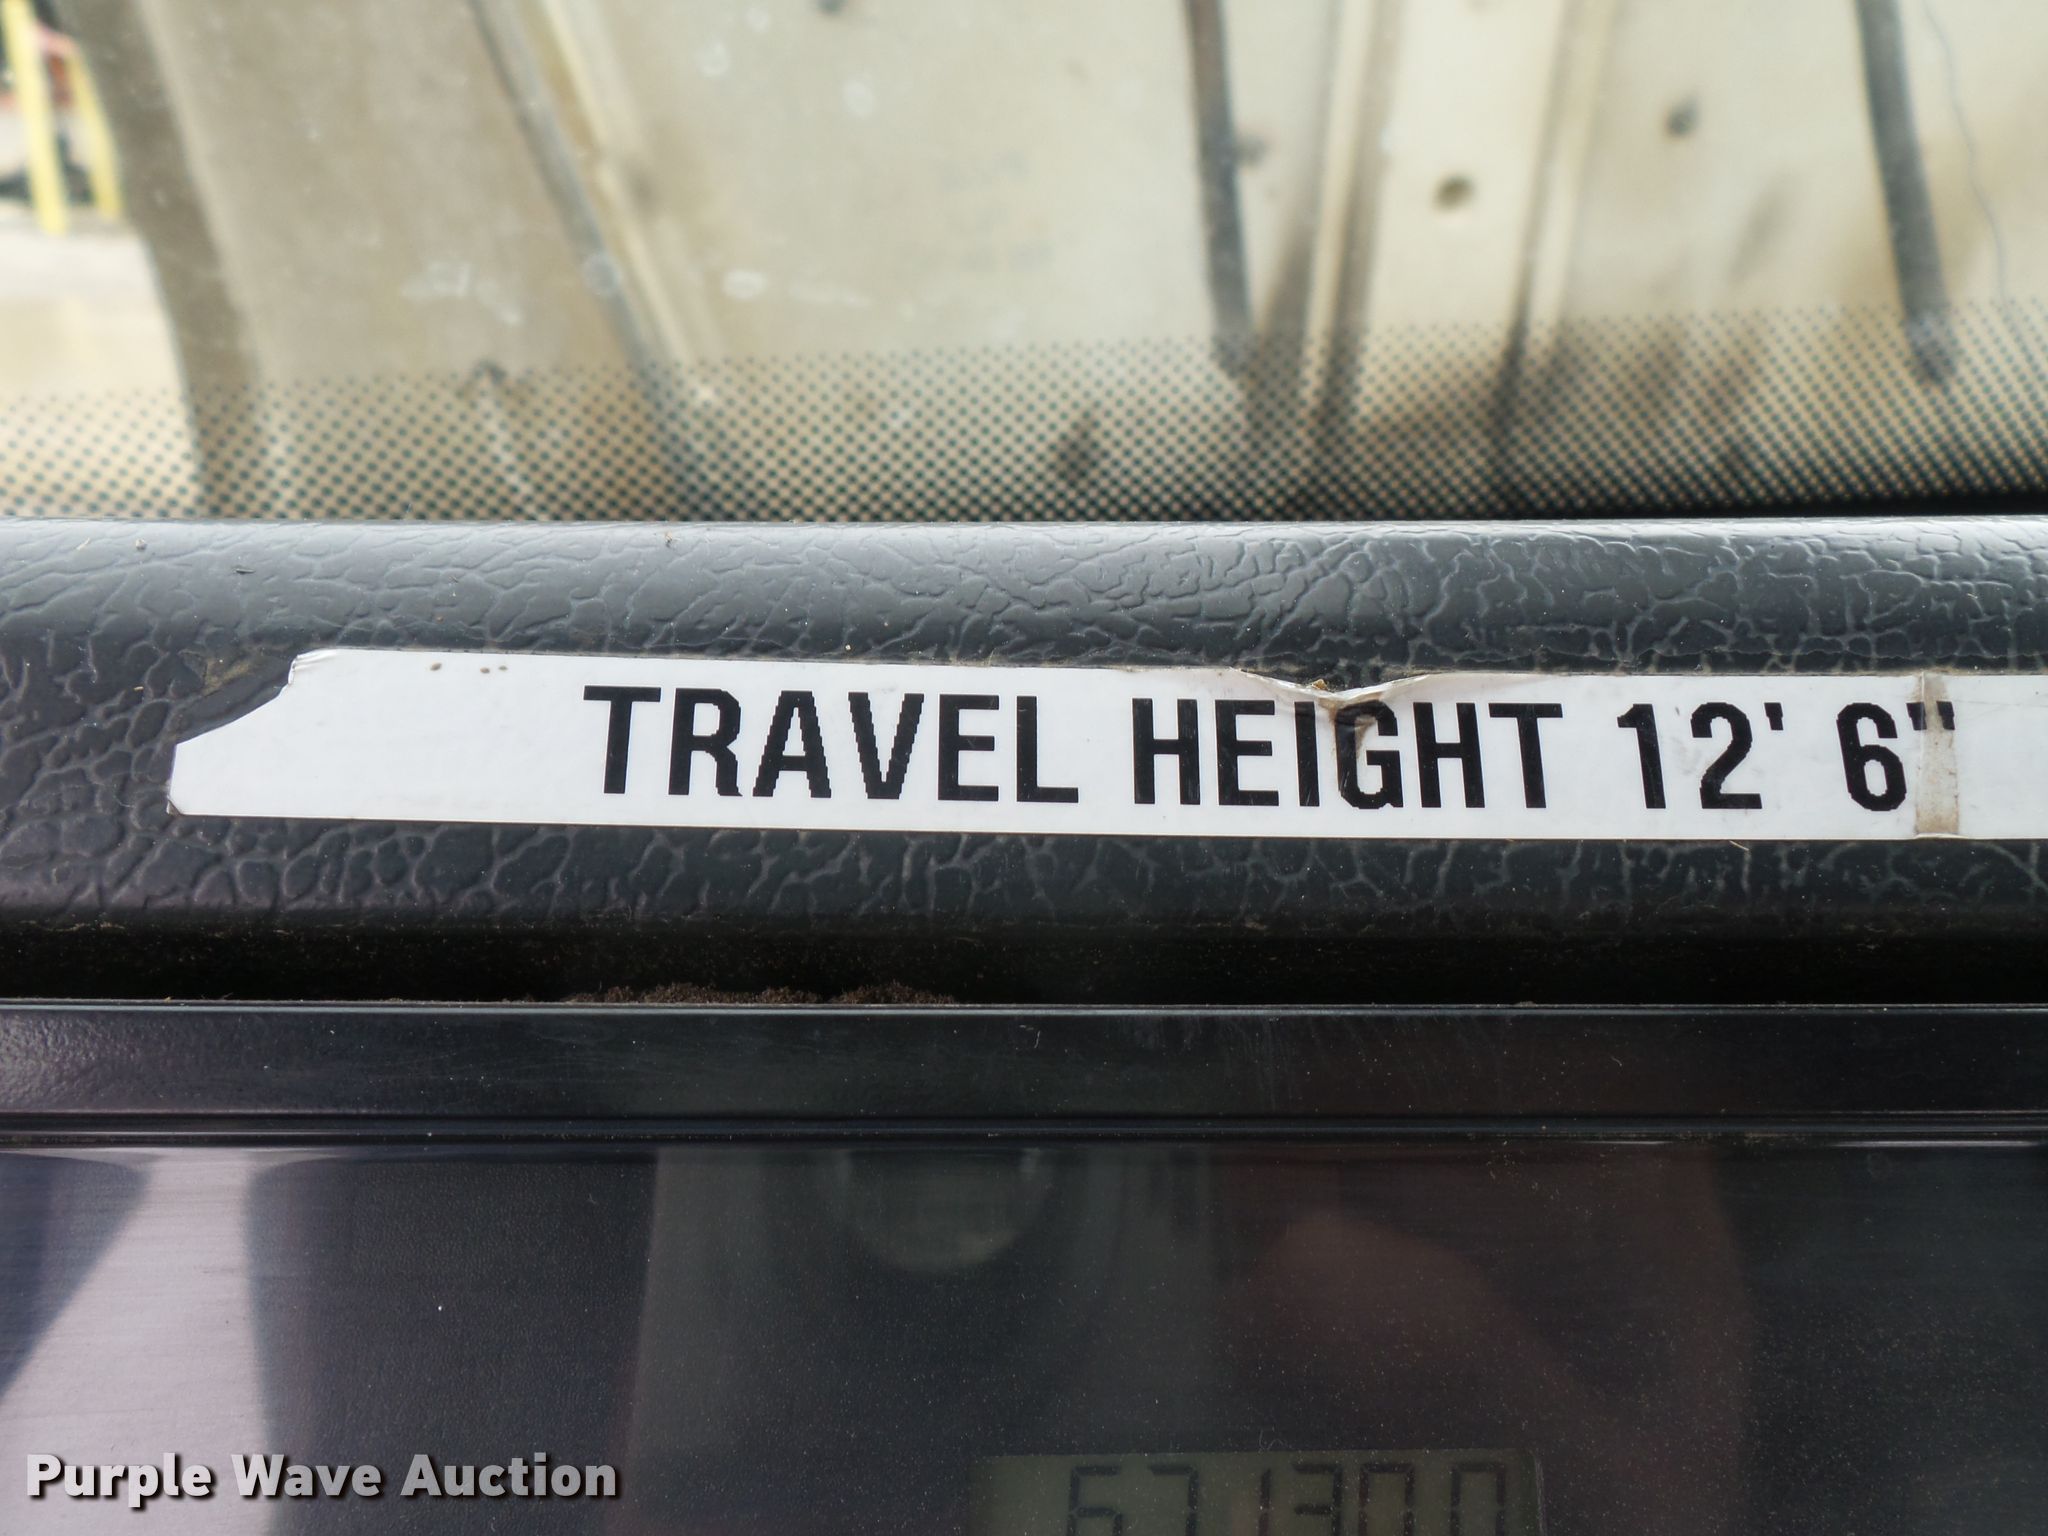 TRAVEL HEIGHT 12' 6"
Purple Wave Auction